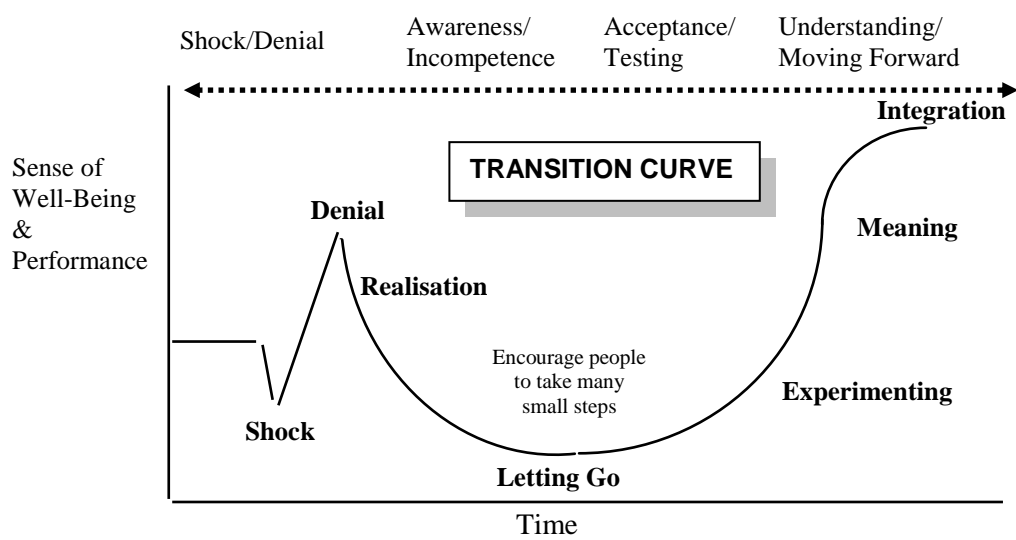 Shock/Denial
Awareness/
Incompetence
Acceptance/
Testing
Understanding/
Moving Forward
Integration
TRANSITION CURVE
Sense of
Well-Being
&
Performance
Denial
Meaning
Realisation
Encourage people
to take many
small steps
Experimenting
Shock
Letting Go
Time